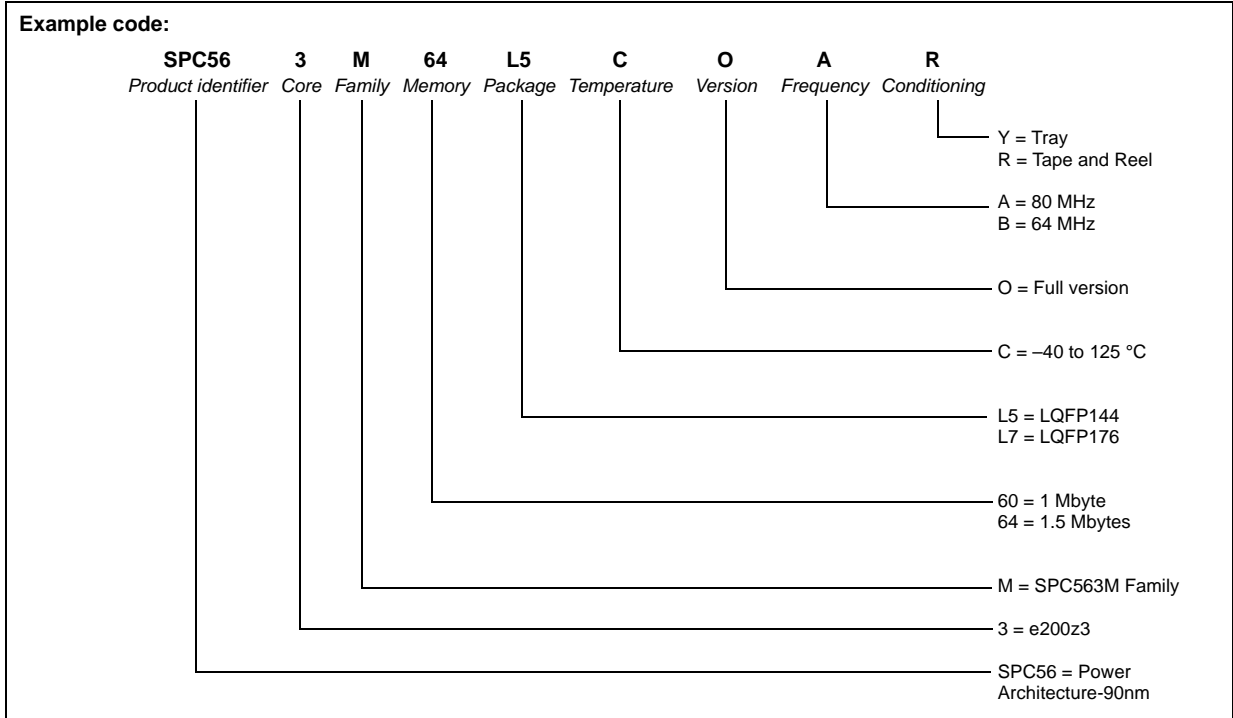 Example code:
SPC56 3 M 64 L5 C O A R
Product identifier Core Family Memory Package Temperature Version Frequency Conditioning
Y = Tray
R = Tape and Reel
A = 80 MHz
B = 64 MHz
O = Full version
C = –40 to 125 °C
L5 = LQFP144
L7 = LQFP176
60 = 1 Mbyte
64 = 1.5 Mbytes
M = SPC563M Family
3 = e200z3
SPC56 = Power
Architecture-90nm